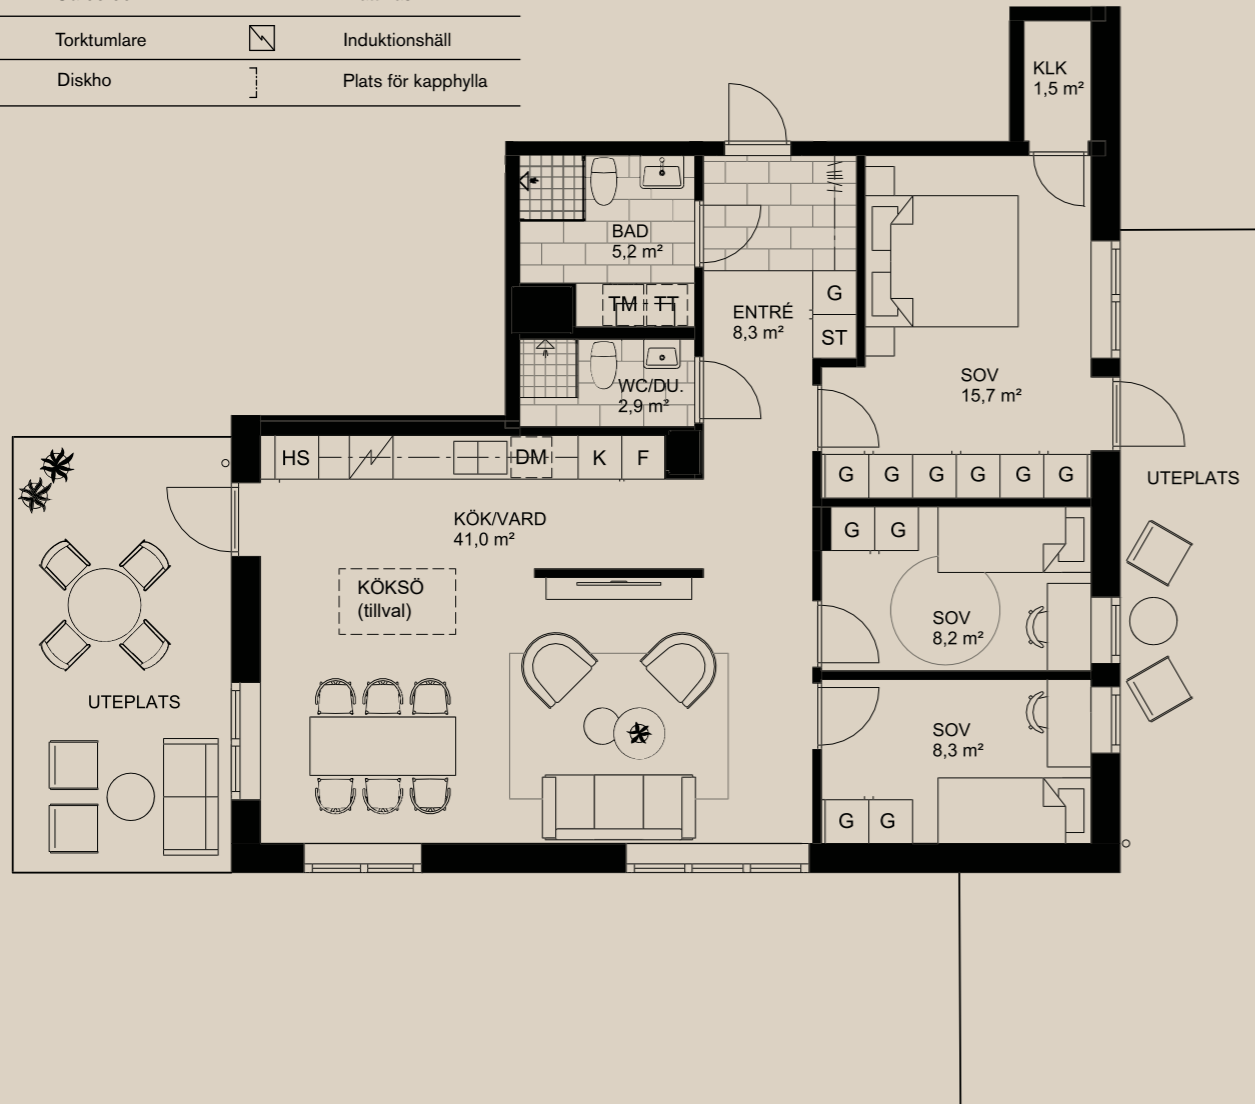 Torktumlare
Induktionshäll
Diskho
Plats för kapphylla
KLK
1,5 m²
BAD
5,2 m²
TM TT
ENTRÉ
8,3 m²
G
ST
WC/DU.
2,9 m²
SOV
15,7 m²
HS
DM
K
F
G G G G G G
UTEPLATS
KÖK/VARD
41,0 m²
G G
KÖKSÖ
(tillval)
SOV
8,2 m²
UTEPLATS
SOV
8,3 m²
G G